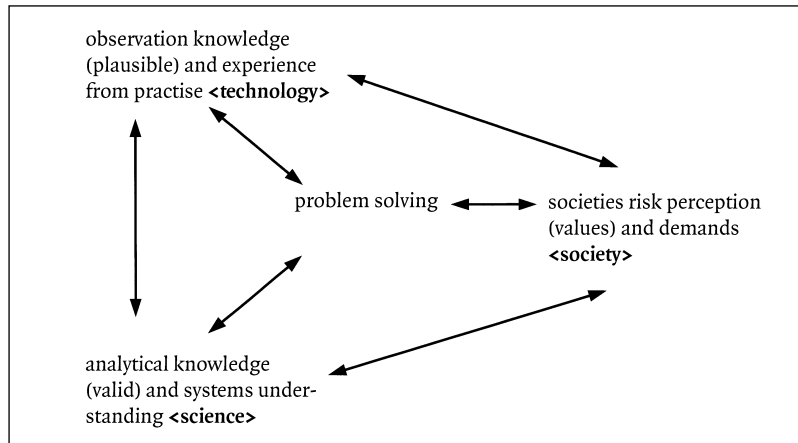 observation knowledge
(plausible) and experience
from practise <technology>
problem solving
societies risk perception
(values) and demands
<society>
analytical knowledge
(valid) and systems under-
standing <science>